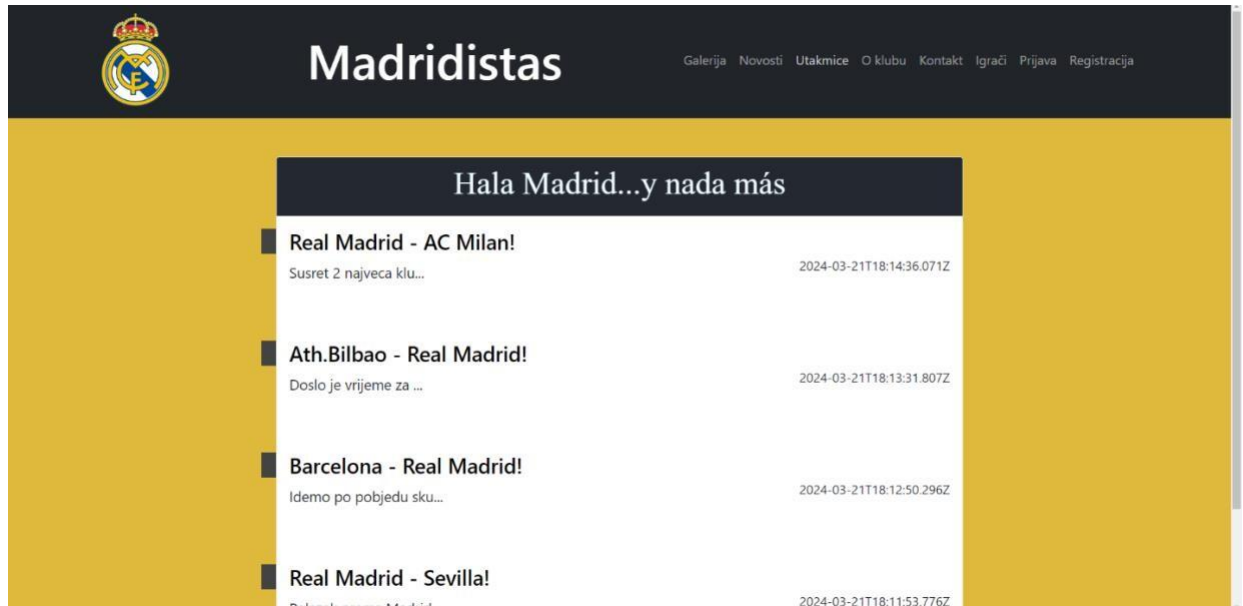 Madridistas
Galerija Novosti Utakmice O klubu Kontakt Igrači Prijava Registracija
Hala Madrid...y nada más
Real Madrid - AC Milan!
Susret 2 najveca klu...
2024-03-21T18:14:36.071Z
Ath.Bilbao - Real Madrid!
Doslo je vrijeme za ...
2024-03-21T18:13:31.807Z
Barcelona - Real Madrid!
Idemo po pobjedu sku...
2024-03-21T18:12:50.296Z
Real Madrid - Sevilla!
2024-03-21T18:11:53.776Z